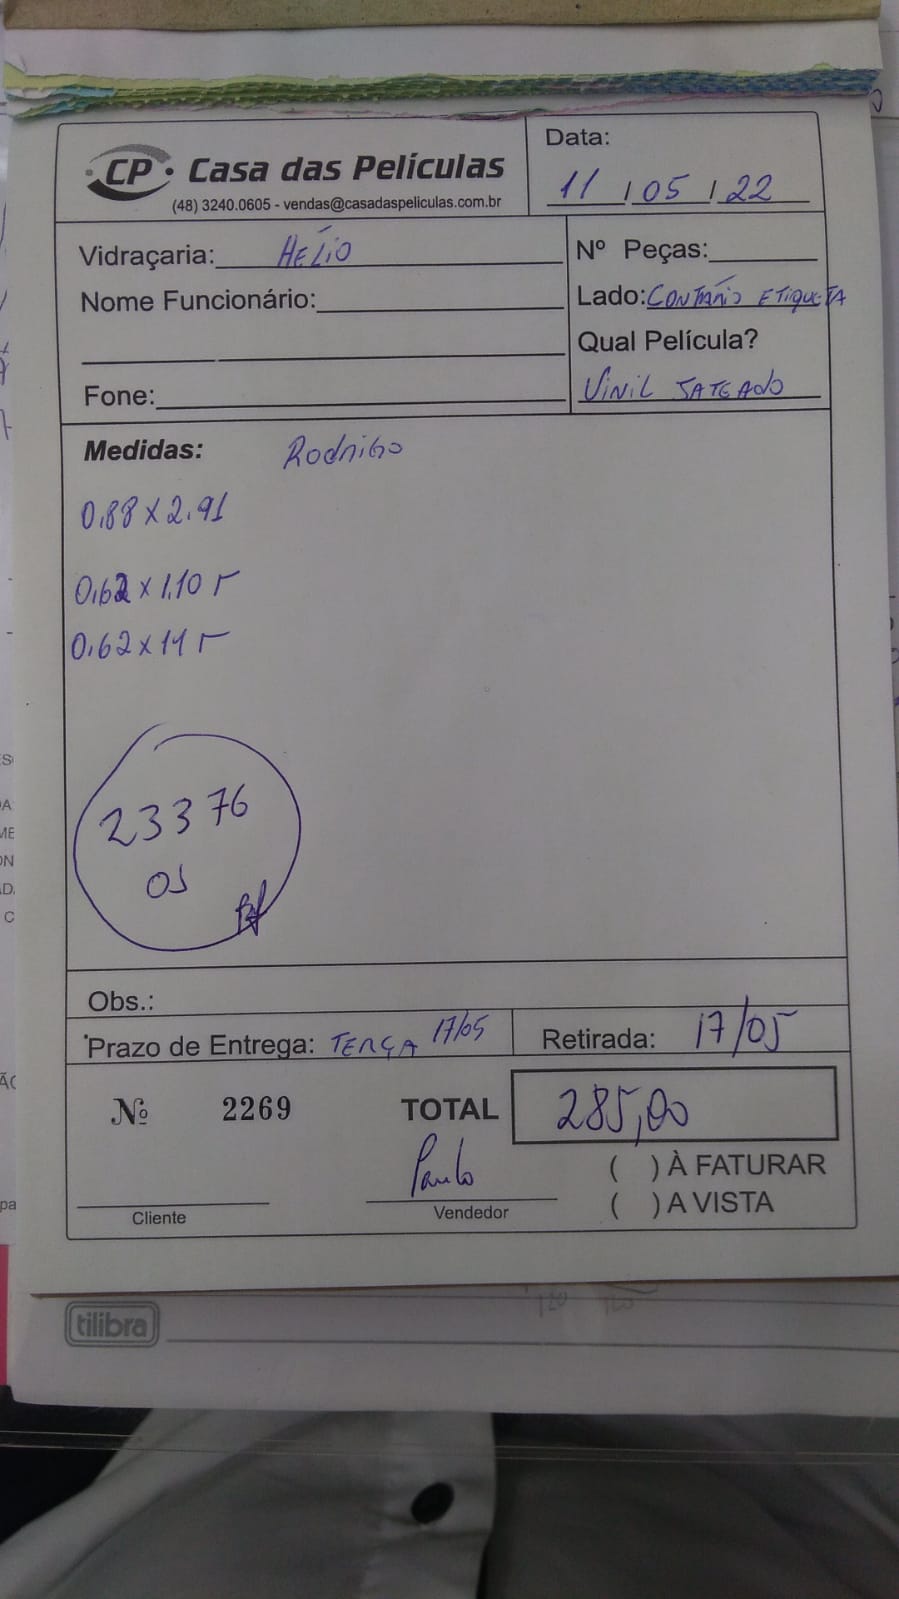 CP Casa das Películas
(48) 3240.0605 - vendas@casadaspeliculas.com.br
Data:
11 / 05 / 22
Vidraçaria: HÉLIO
Nº Peças:
Nome Funcionário:
Lado: CONTRÁRIO ETIQUETA
Qual Película?
Fone:
VINIL JATEADO
Medidas: Rodrigo
0,88 x 2.91
0,62 x 1.10 r
0,62 x 11 r
23376
OS
Obs.:
Prazo de Entrega: TERÇA 17/05
Retirada: 17/05
Nº 2269
TOTAL 285,00
Paulo
( ) À FATURAR
( ) A VISTA
Cliente
Vendedor
tilibra